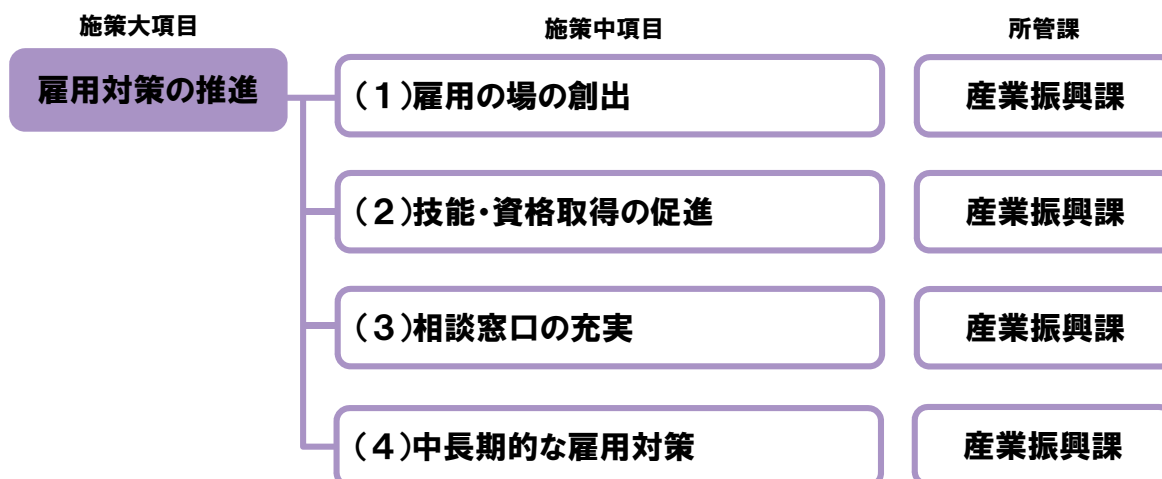 施策大項目 施策中項目 所管課
雇用対策の推進 (1)雇用の場の創出 産業振興課
(2)技能・資格取得の促進 産業振興課
(3)相談窓口の充実 産業振興課
(4)中長期的な雇用対策 産業振興課